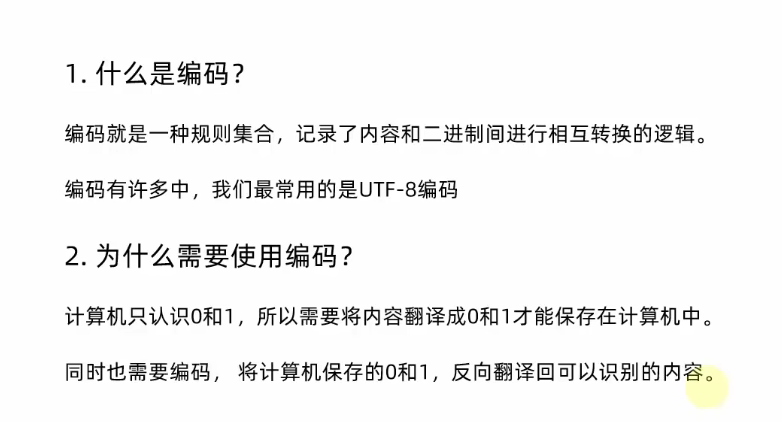 1. 什么是编码？
编码就是一种规则集合，记录了内容和二进制间进行相互转换的逻辑。
编码有许多中，我们最常用的是UTF-8编码
2. 为什么需要使用编码？
计算机只认识0和1，所以需要将内容翻译成0和1才能保存在计算机中。
同时也需要编码， 将计算机保存的0和1，反向翻译回可以识别的内容。